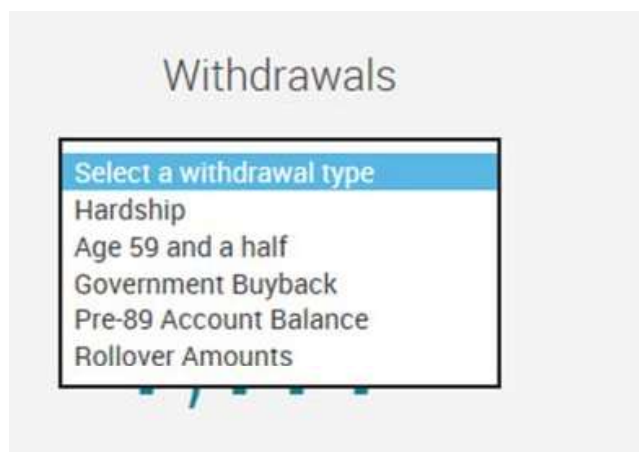 Withdrawals
Select a withdrawal type
Hardship
Age 59 and a half
Government Buyback
Pre-89 Account Balance
Rollover Amounts